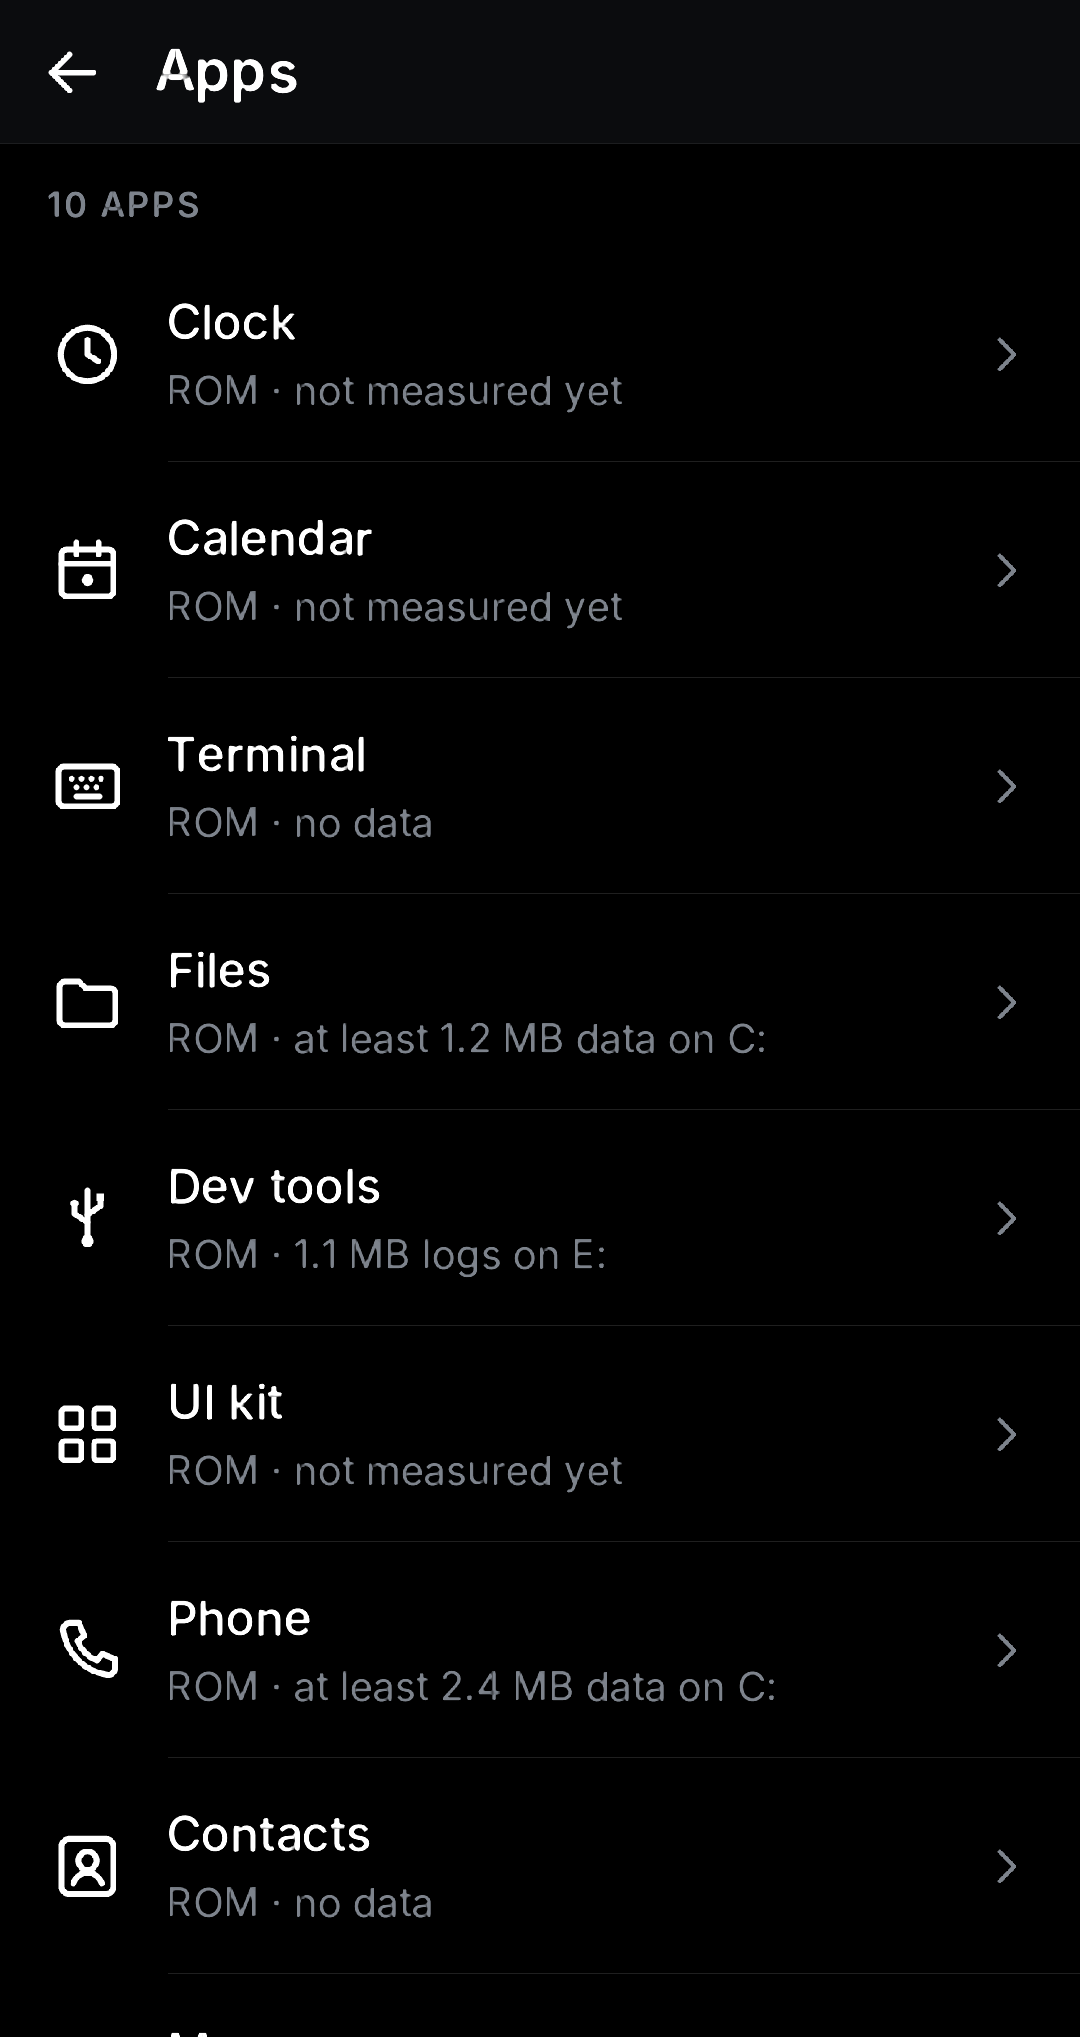 Apps
10 APPS
Clock
ROM · not measured yet
Calendar
ROM · not measured yet
Terminal
ROM · no data
Files
ROM · at least 1.2 MB data on C:
Dev tools
ROM · 1.1 MB logs on E:
UI kit
ROM · not measured yet
Phone
ROM · at least 2.4 MB data on C:
Contacts
ROM · no data